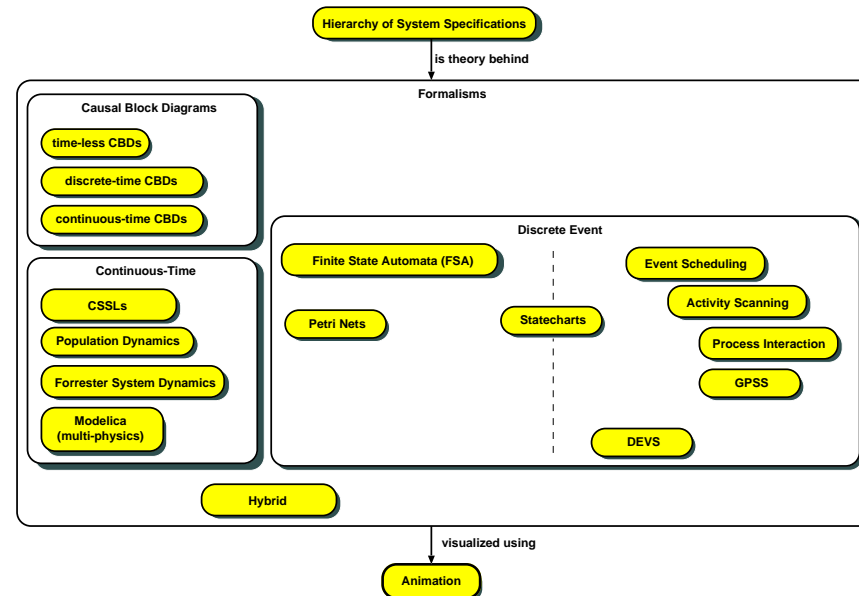 Hierarchy of System Specifications
is theory behind
Formalisms
Causal Block Diagrams
time-less CBDs
discrete-time CBDs
continuous-time CBDs
Continuous-Time
CSSLs
Population Dynamics
Forrester System Dynamics
Modelica
(multi-physics)
Discrete Event
Finite State Automata (FSA)
Petri Nets
Statecharts
Event Scheduling
Activity Scanning
Process Interaction
GPSS
DEVS
Hybrid
visualized using
Animation